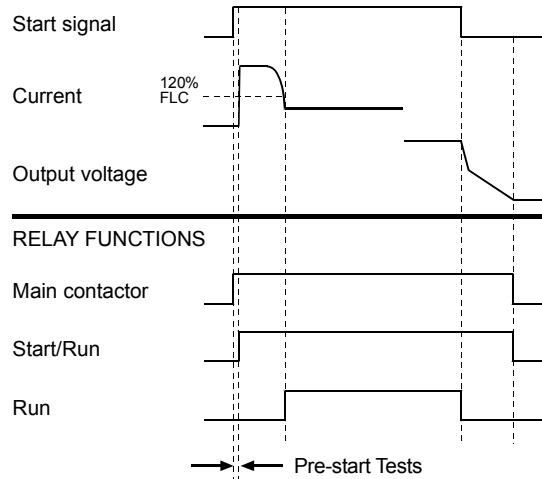 Start signal
120%
FLC
Current
Output voltage
RELAY FUNCTIONS
Main contactor
Start/Run
Run
Pre-start Tests